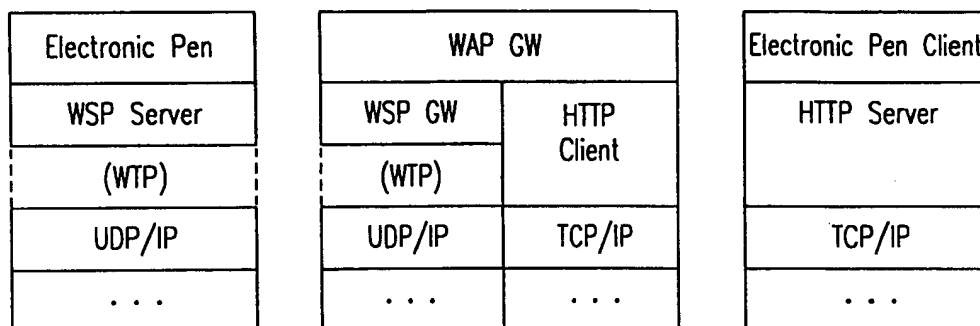 Electronic Pen
WSP Server
(WTP)
UDP/IP
. . .
WAP GW
WSP GW
(WTP)
UDP/IP
. . .
HTTP
Client
TCP/IP
. . .
Electronic Pen Client
HTTP Server
TCP/IP
. . .